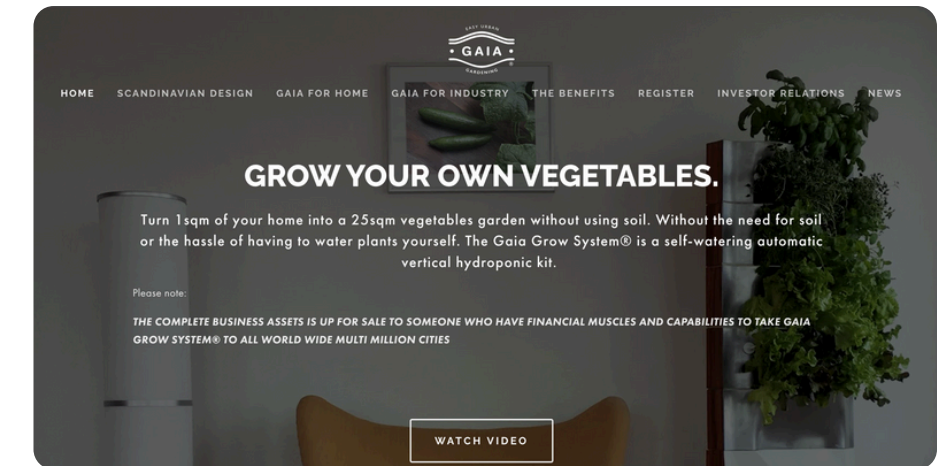 EASY URBAN
GAIA
GARDENING
HOME SCANDINAVIAN DESIGN GAIA FOR HOME GAIA FOR INDUSTRY THE BENEFITS REGISTER INVESTOR RELATIONS NEWS
GROW YOUR OWN VEGETABLES.
Turn 1sqm of your home into a 25sqm vegetables garden without using soil. Without the need for soil
or the hassle of having to water plants yourself. The Gaia Grow System® is a self-watering automatic
vertical hydroponic kit.
Please note:
THE COMPLETE BUSINESS ASSETS IS UP FOR SALE TO SOMEONE WHO HAVE FINANCIAL MUSCLES AND CAPABILITIES TO TAKE GAIA
GROW SYSTEM® TO ALL WORLD WIDE MULTI MILLION CITIES
WATCH VIDEO